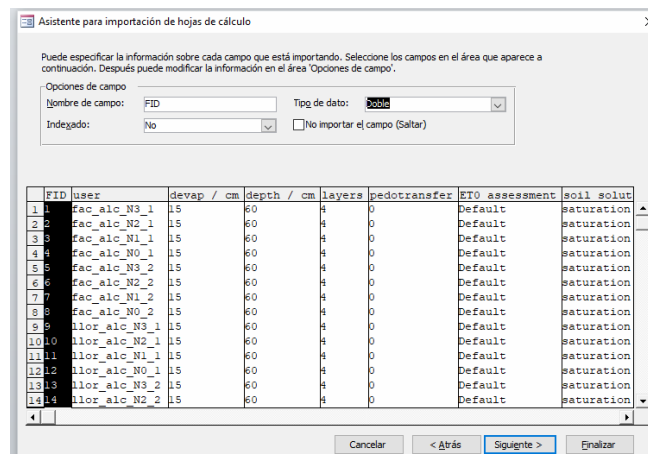 Asistente para importación de hojas de cálculo
Puede especificar la información sobre cada campo que está importando. Seleccione los campos en el área que aparece a
continuación. Después puede modificar la información en el área 'Opciones de campo'.
Opciones de campo
Nombre de campo: FID Tipo de dato: Doble
Indexado: No No importar el campo (Saltar)
FID user devap / cm depth / cm layers pedotransfer ET0 assessment soil solut
1 1 fac_alc_N3_1 15 60 4 0 Default saturation
2 2 fac_alc_N2_1 15 60 4 0 Default saturation
3 3 fac_alc_N1_1 15 60 4 0 Default saturation
4 4 fac_alc_N0_1 15 60 4 0 Default saturation
5 5 fac_alc_N3_2 15 60 4 0 Default saturation
6 6 fac_alc_N2_2 15 60 4 0 Default saturation
7 7 fac_alc_N1_2 15 60 4 0 Default saturation
8 8 fac_alc_N0_2 15 60 4 0 Default saturation
9 9 llor_alc_N3_1 15 60 4 0 Default saturation
10 10 llor_alc_N2_1 15 60 4 0 Default saturation
11 11 llor_alc_N1_1 15 60 4 0 Default saturation
12 12 llor_alc_N0_1 15 60 4 0 Default saturation
13 13 llor_alc_N3_2 15 60 4 0 Default saturation
14 14 llor_alc_N2_2 15 60 4 0 Default saturation
Cancelar < Atrás Siguiente > Finalizar